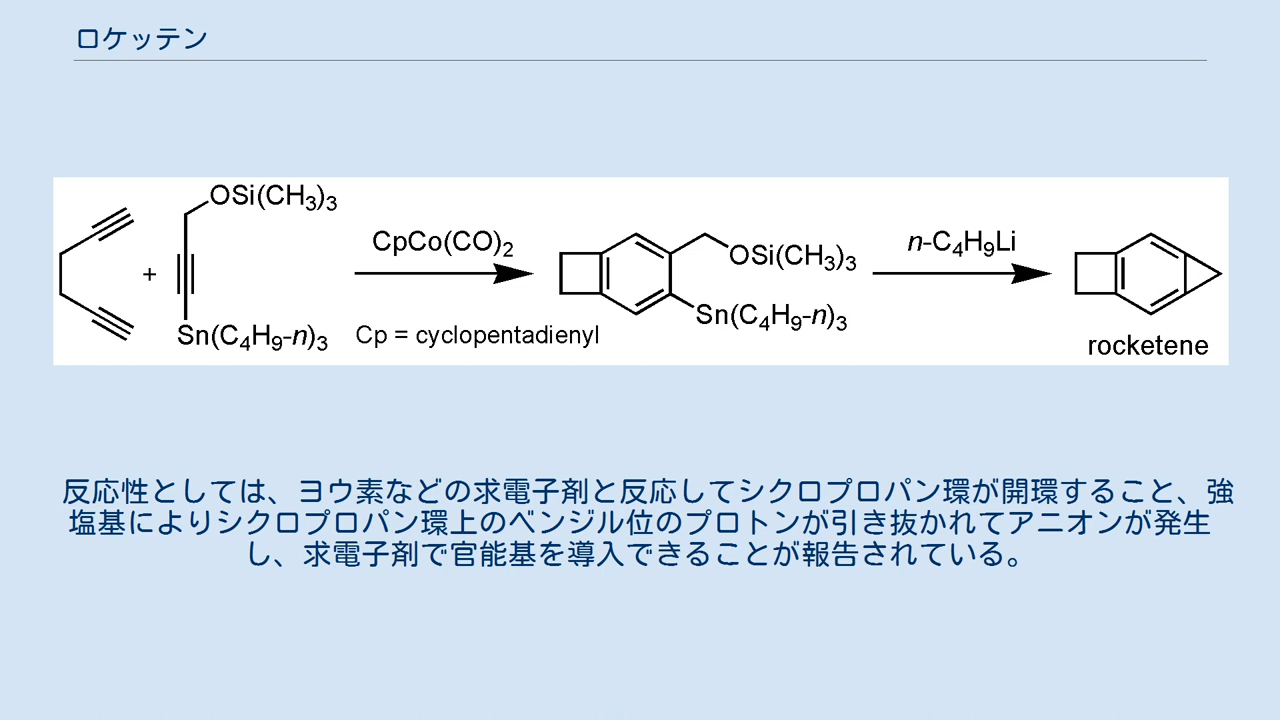 ロケッテン
OSi(CH3)3
+
Sn(C4H9-n)3
CpCo(CO)2
Cp = cyclopentadienyl
OSi(CH3)3
Sn(C4H9-n)3
n-C4H9Li
rocketene
反応性としては、ヨウ素などの求電子剤と反応してシクロプロパン環が開環すること、強
塩基によりシクロプロパン環上のベンジル位のプロトンが引き抜かれてアニオンが発生
し、求電子剤で官能基を導入できることが報告されている。